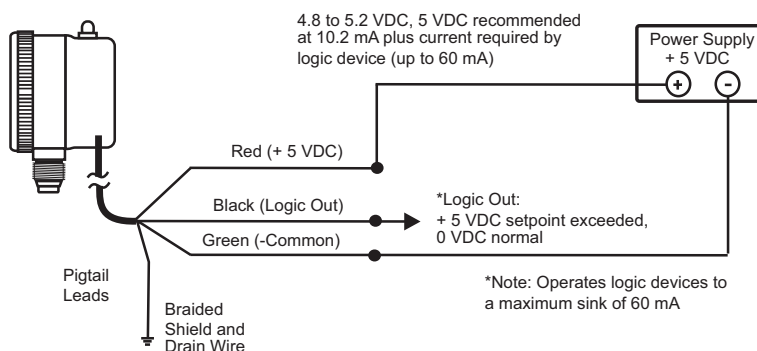 4.8 to 5.2 VDC, 5 VDC recommended
at 10.2 mA plus current required by
logic device (up to 60 mA)
Power Supply
+ 5 VDC
+
-
Red (+ 5 VDC)
Black (Logic Out)
*Logic Out:
+ 5 VDC setpoint exceeded,
0 VDC normal
Green (-Common)
*Note: Operates logic devices to
a maximum sink of 60 mA
Pigtail
Leads
Braided
Shield and
Drain Wire